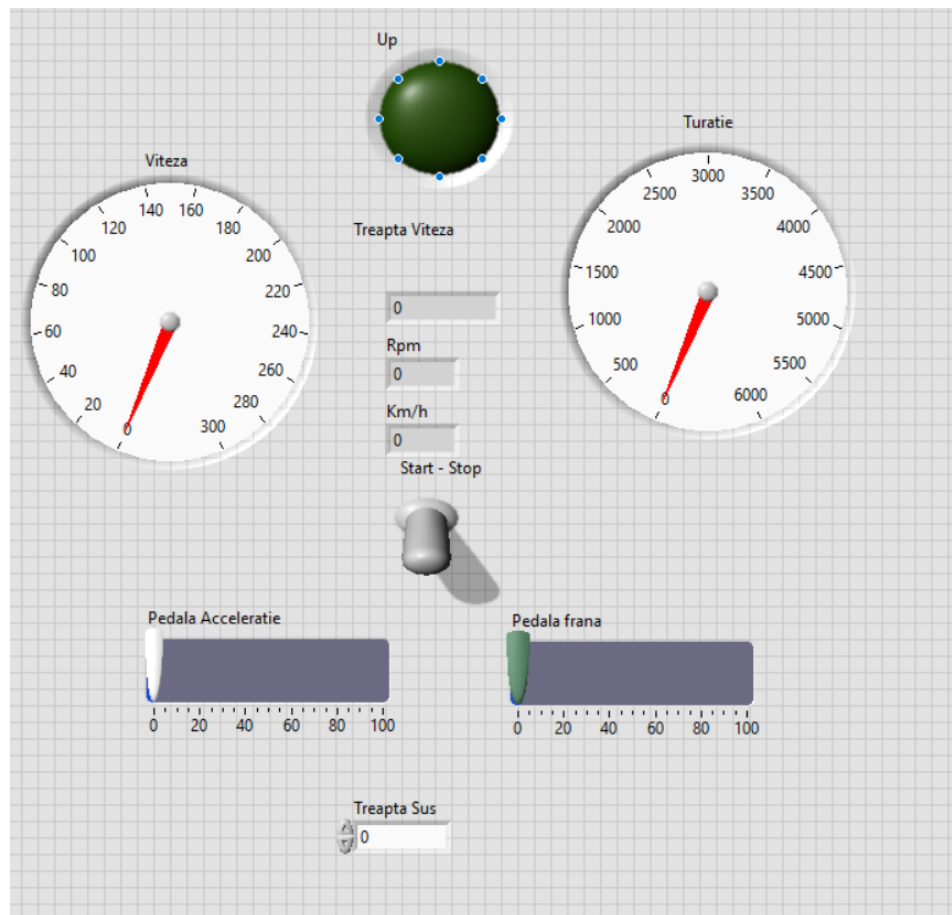 Up
Turatie
Viteza
0
20
40
60
80
100
120
140
160
180
200
220
240
260
280
300
0
500
1000
1500
2000
2500
3000
3500
4000
4500
5000
5500
6000
Treapta Viteza
0
Rpm
0
Km/h
0
Start - Stop
Pedala Acceleratie
0 20 40 60 80 100
Pedala frana
0 20 40 60 80 100
Treapta Sus
0